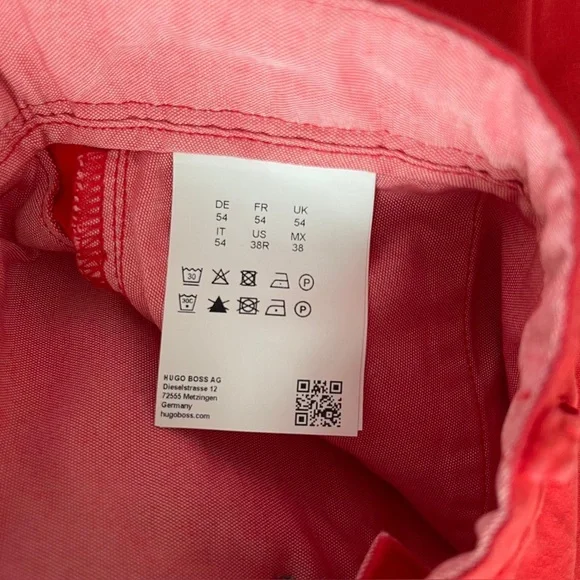 DE FR UK
54 54 54
IT US MX
54 38R 38
30 P
30C P
HUGO BOSS AG
Dieselstrasse 12
72555 Metzingen
Germany
hugoboss.com